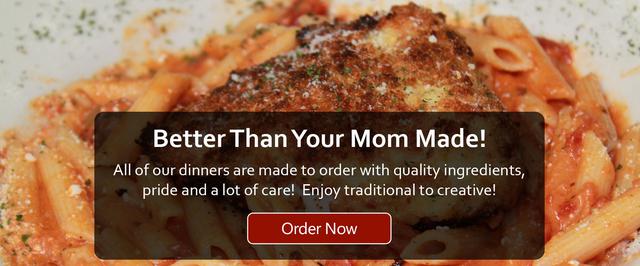 Better Than Your Mom Made!
All of our dinners are made to order with quality ingredients,
pride and a lot of care!  Enjoy traditional to creative!
Order Now